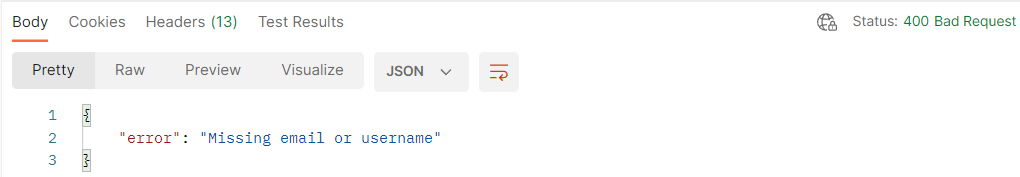 Body Cookies Headers (13) Test Results Status: 400 Bad Request
Pretty Raw Preview Visualize JSON
1 {
2 "error": "Missing email or username"
3 }